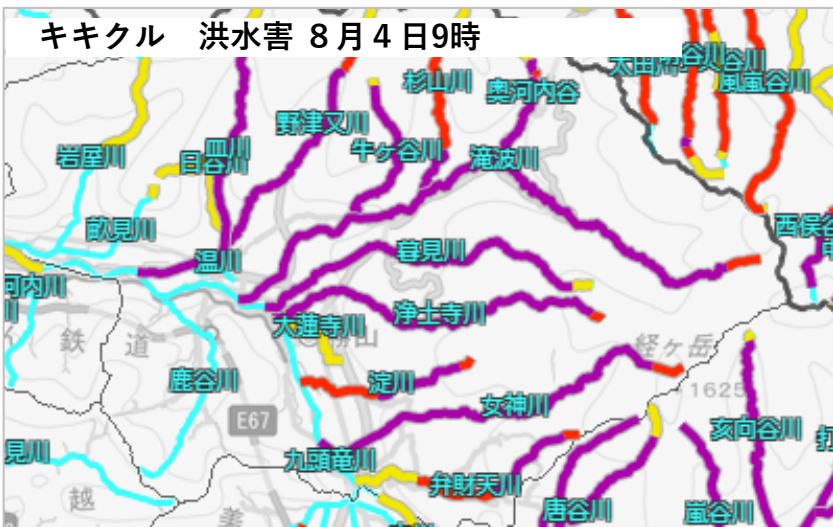 キキクル 洪水害 8月4日9時
杉山川
奥河内谷
太田川
風嵐谷川
野津又川
牛ヶ谷川
滝波川
岩屋川
皿川
日谷川
畝見川
温川
暮見川
西俣谷
河内川
大蓮寺川
浄土寺川
鉄道
山
経ヶ岳
1625
鹿谷川
淀川
女神川
E67
亥向谷川
打
見川
九頭竜川
弁財天川
越
美
唐谷川
嵐谷川